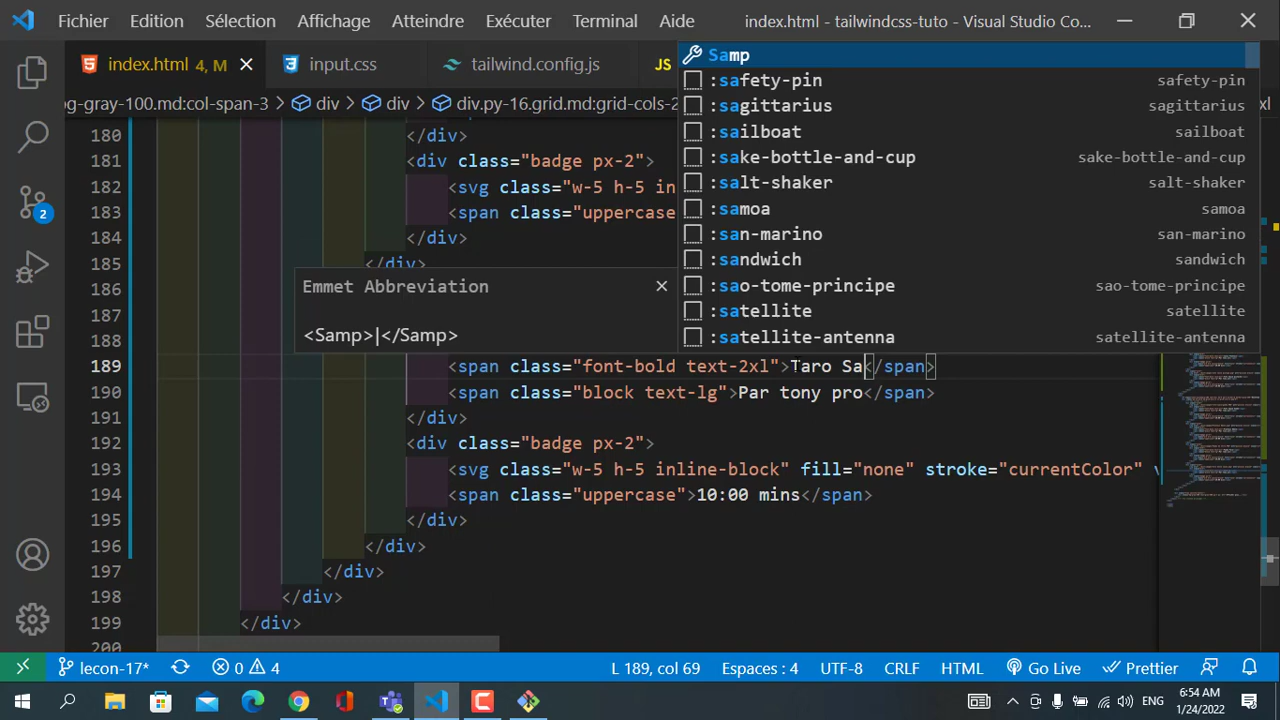 Fichier Edition Sélection Affichage Atteindre Exécuter Terminal Aide index.html - tailwindcss-tuto - Visual Studio Co...
index.html 4, M input.css tailwind.config.js JS
og-gray-100.md:col-span-3 > div > div > div.py-16.grid.md:grid-cols-2
Samp
:safety-pin safety-pin
:sagittarius sagittarius
:sailboat sailboat
:sake-bottle-and-cup sake-bottle-and-cup
:salt-shaker salt-shaker
:samoa samoa
:san-marino san-marino
:sandwich sandwich
:sao-tome-principe sao-tome-principe
:satellite satellite
:satellite-antenna satellite-antenna
180 </div>
181 <div class="badge px-2">
182 <svg class="w-5 h-5 in
183 <span class="uppercase
184 </div>
185 </div>
186
187
188
Emmet Abbreviation
<Samp>|</Samp>
189 <span class="font-bold text-2xl">Taro Sa</span>
190 <span class="block text-lg">Par tony pro</span>
191 </div>
192 <div class="badge px-2">
193 <svg class="w-5 h-5 inline-block" fill="none" stroke="currentColor" v
194 <span class="uppercase">10:00 mins</span>
195 </div>
196 </div>
197 </div>
198 </div>
199 </div>
200
2
lecon-17* 0 4 L 189, col 69 Espaces : 4 UTF-8 CRLF HTML Go Live Prettier
ENG
6:54 AM
1/24/2022